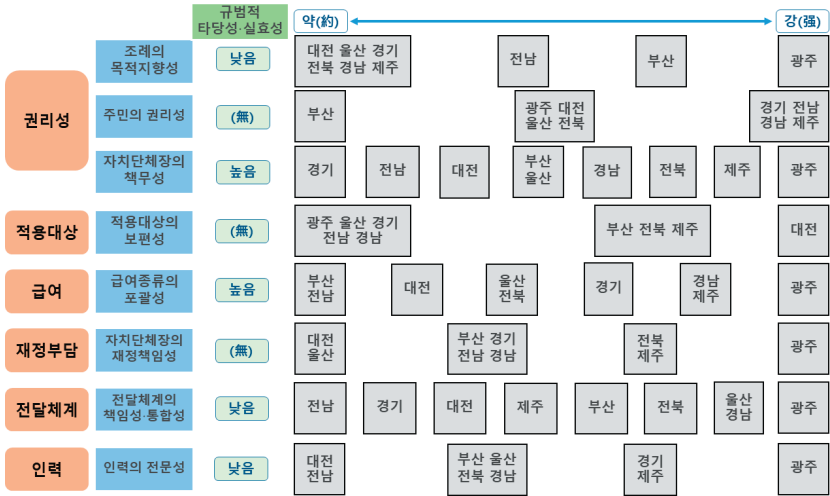 규범적
타당성·실효성
약(約)
강(强)
권리성
조례의
목적지향성
낮음
대전 울산 경기
전북 경남 제주
전남
부산
광주
주민의 권리성
(無)
부산
광주 대전
울산 전북
경기 전남
경남 제주
자치단체장의
책무성
높음
경기
전남
대전
부산
울산
경남
전북
제주
광주
적용대상
적용대상의
보편성
(無)
광주 울산 경기
전남 경남
부산 전북 제주
대전
급여
급여종류의
포괄성
높음
부산
전남
대전
울산
전북
경기
경남
제주
광주
재정부담
자치단체장의
재정책임성
(無)
대전
울산
부산 경기
전남 경남
전북
제주
광주
전달체계
전달체계의
책임성·통합성
낮음
전남
경기
대전
제주
부산
전북
울산
경남
광주
인력
인력의 전문성
낮음
대전
전남
부산 울산
전북 경남
경기
제주
광주